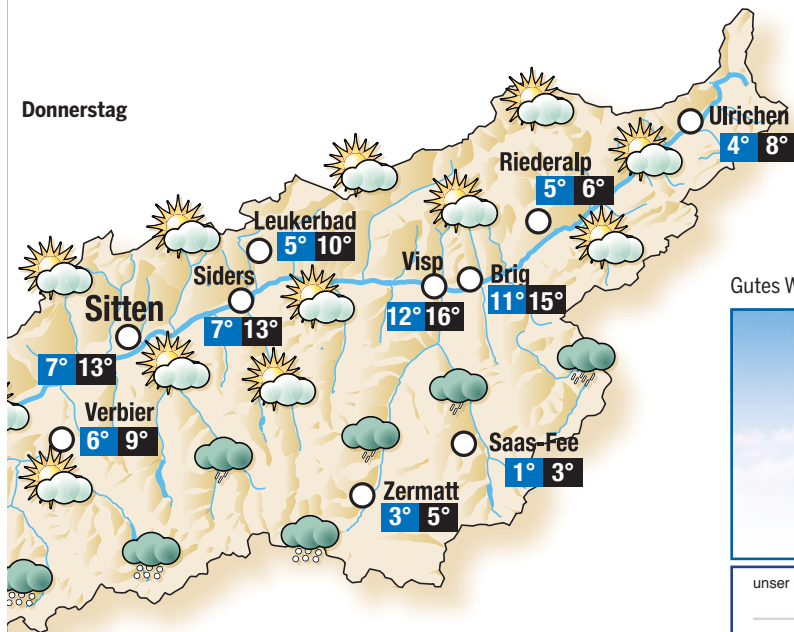 Donnerstag
Ulrichen
4° 8°
Riederalp
5° 6°
Leukerbad
5° 10°
Visp
12° 16°
Brig
11° 15°
Siders
7° 13°
Sitten
7° 13°
Verbier
6° 9°
Saas-Fee
1° 3°
Zermatt
3° 5°
Gutes W
unser